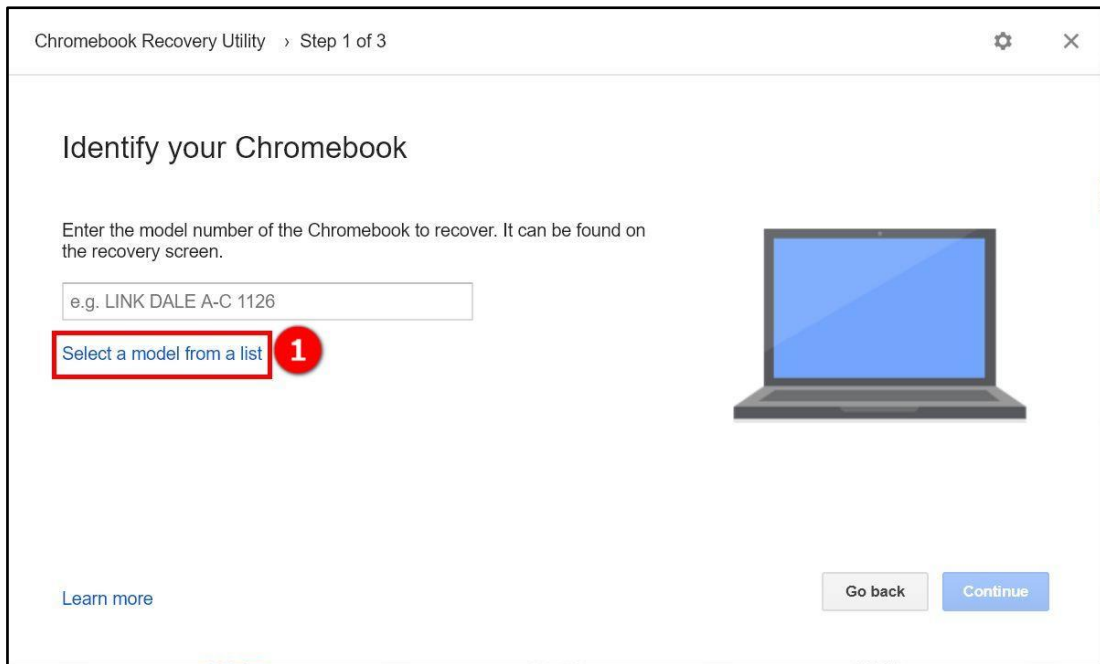 Chromebook Recovery Utility › Step 1 of 3
Identify your Chromebook
Enter the model number of the Chromebook to recover. It can be found on
the recovery screen.
e.g. LINK DALE A-C 1126
Select a model from a list
1
Learn more
Go back
Continue